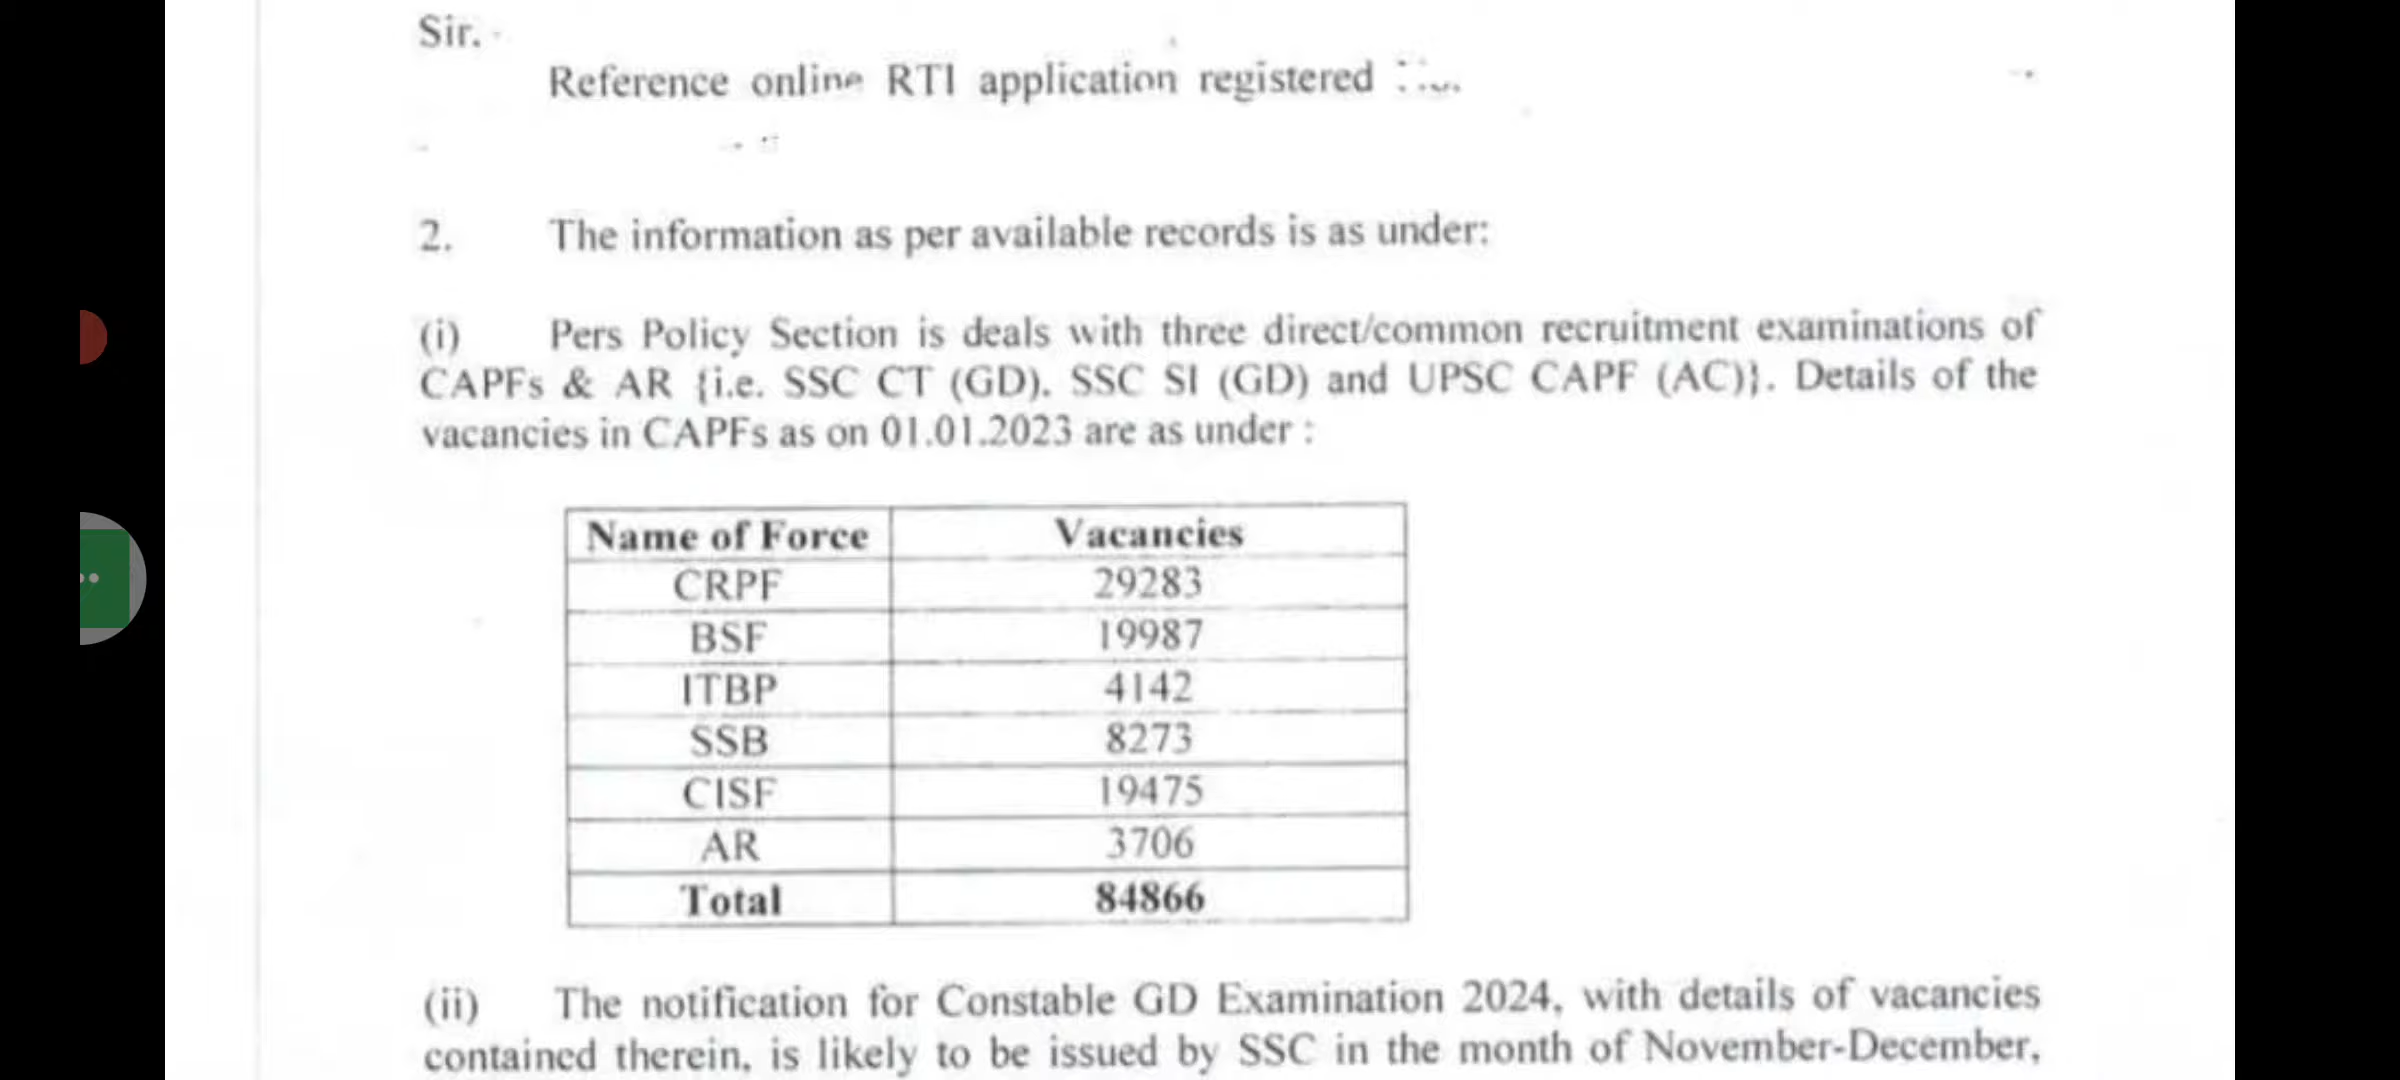 Sir.
Reference online RTI application registered
2. The information as per available records is as under:
(i) Pers Policy Section is deals with three direct/common recruitment examinations of
CAPFs & AR {i.e. SSC CT (GD). SSC SI (GD) and UPSC CAPF (AC)}. Details of the
vacancies in CAPFs as on 01.01.2023 are as under :
Name of Force Vacancies
CRPF 29283
BSF 19987
ITBP 4142
SSB 8273
CISF 19475
AR 3706
Total 84866
(ii) The notification for Constable GD Examination 2024, with details of vacancies
contained therein, is likely to be issued by SSC in the month of November-December,